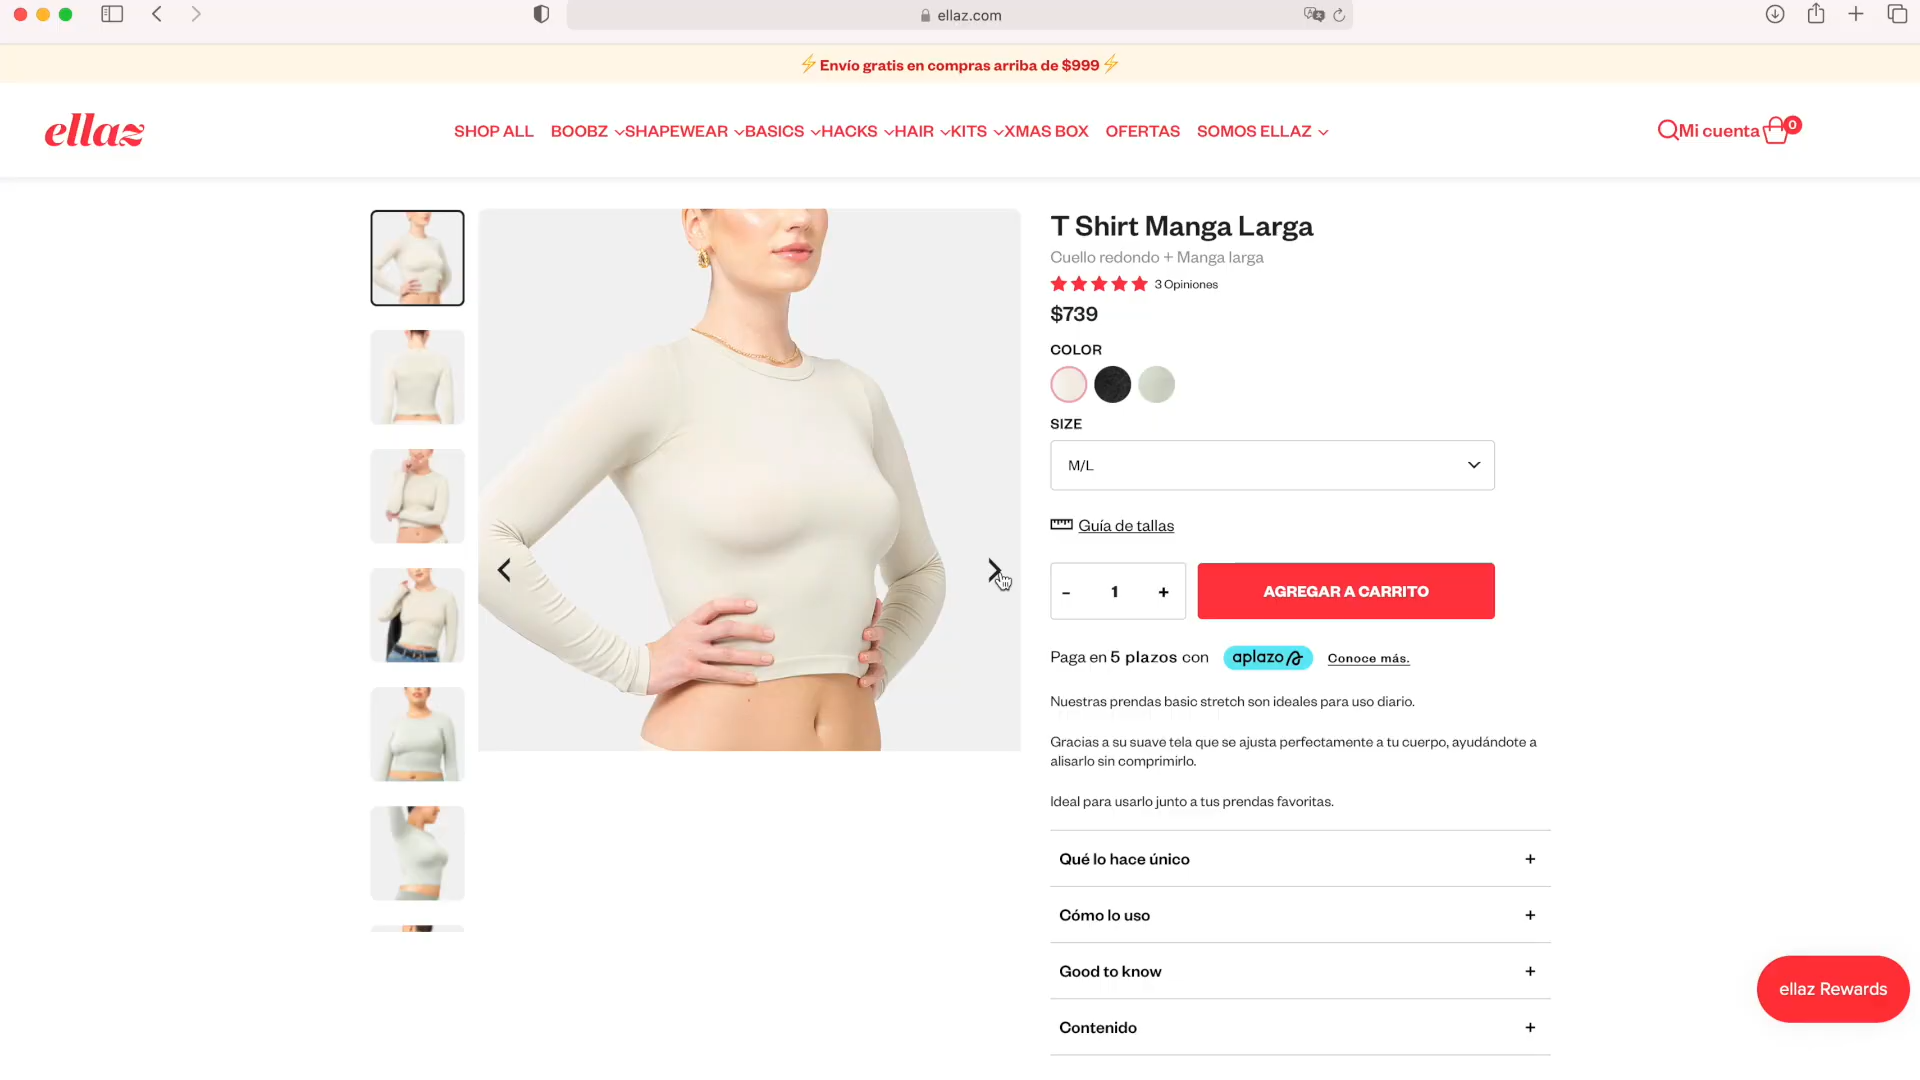 ellaz.com
⚡Envío gratis en compras arriba de $999⚡
ellaz
SHOP ALL BOOBZ SHAPEWEAR BASICS HACKS HAIR KITS XMAS BOX OFERTAS SOMOS ELLAZ
Mi cuenta 0
T Shirt Manga Larga
Cuello redondo + Manga larga
3 Opiniones
$739
COLOR
SIZE
M/L
Guía de tallas
- 1 +
AGREGAR A CARRITO
Paga en 5 plazos con aplazo Conoce más.
Nuestras prendas basic stretch son ideales para uso diario.
Gracias a su suave tela que se ajusta perfectamente a tu cuerpo, ayudándote a
alisarlo sin comprimirlo.
Ideal para usarlo junto a tus prendas favoritas.
Qué lo hace único +
Cómo lo uso +
Good to know +
Contenido +
ellaz Rewards